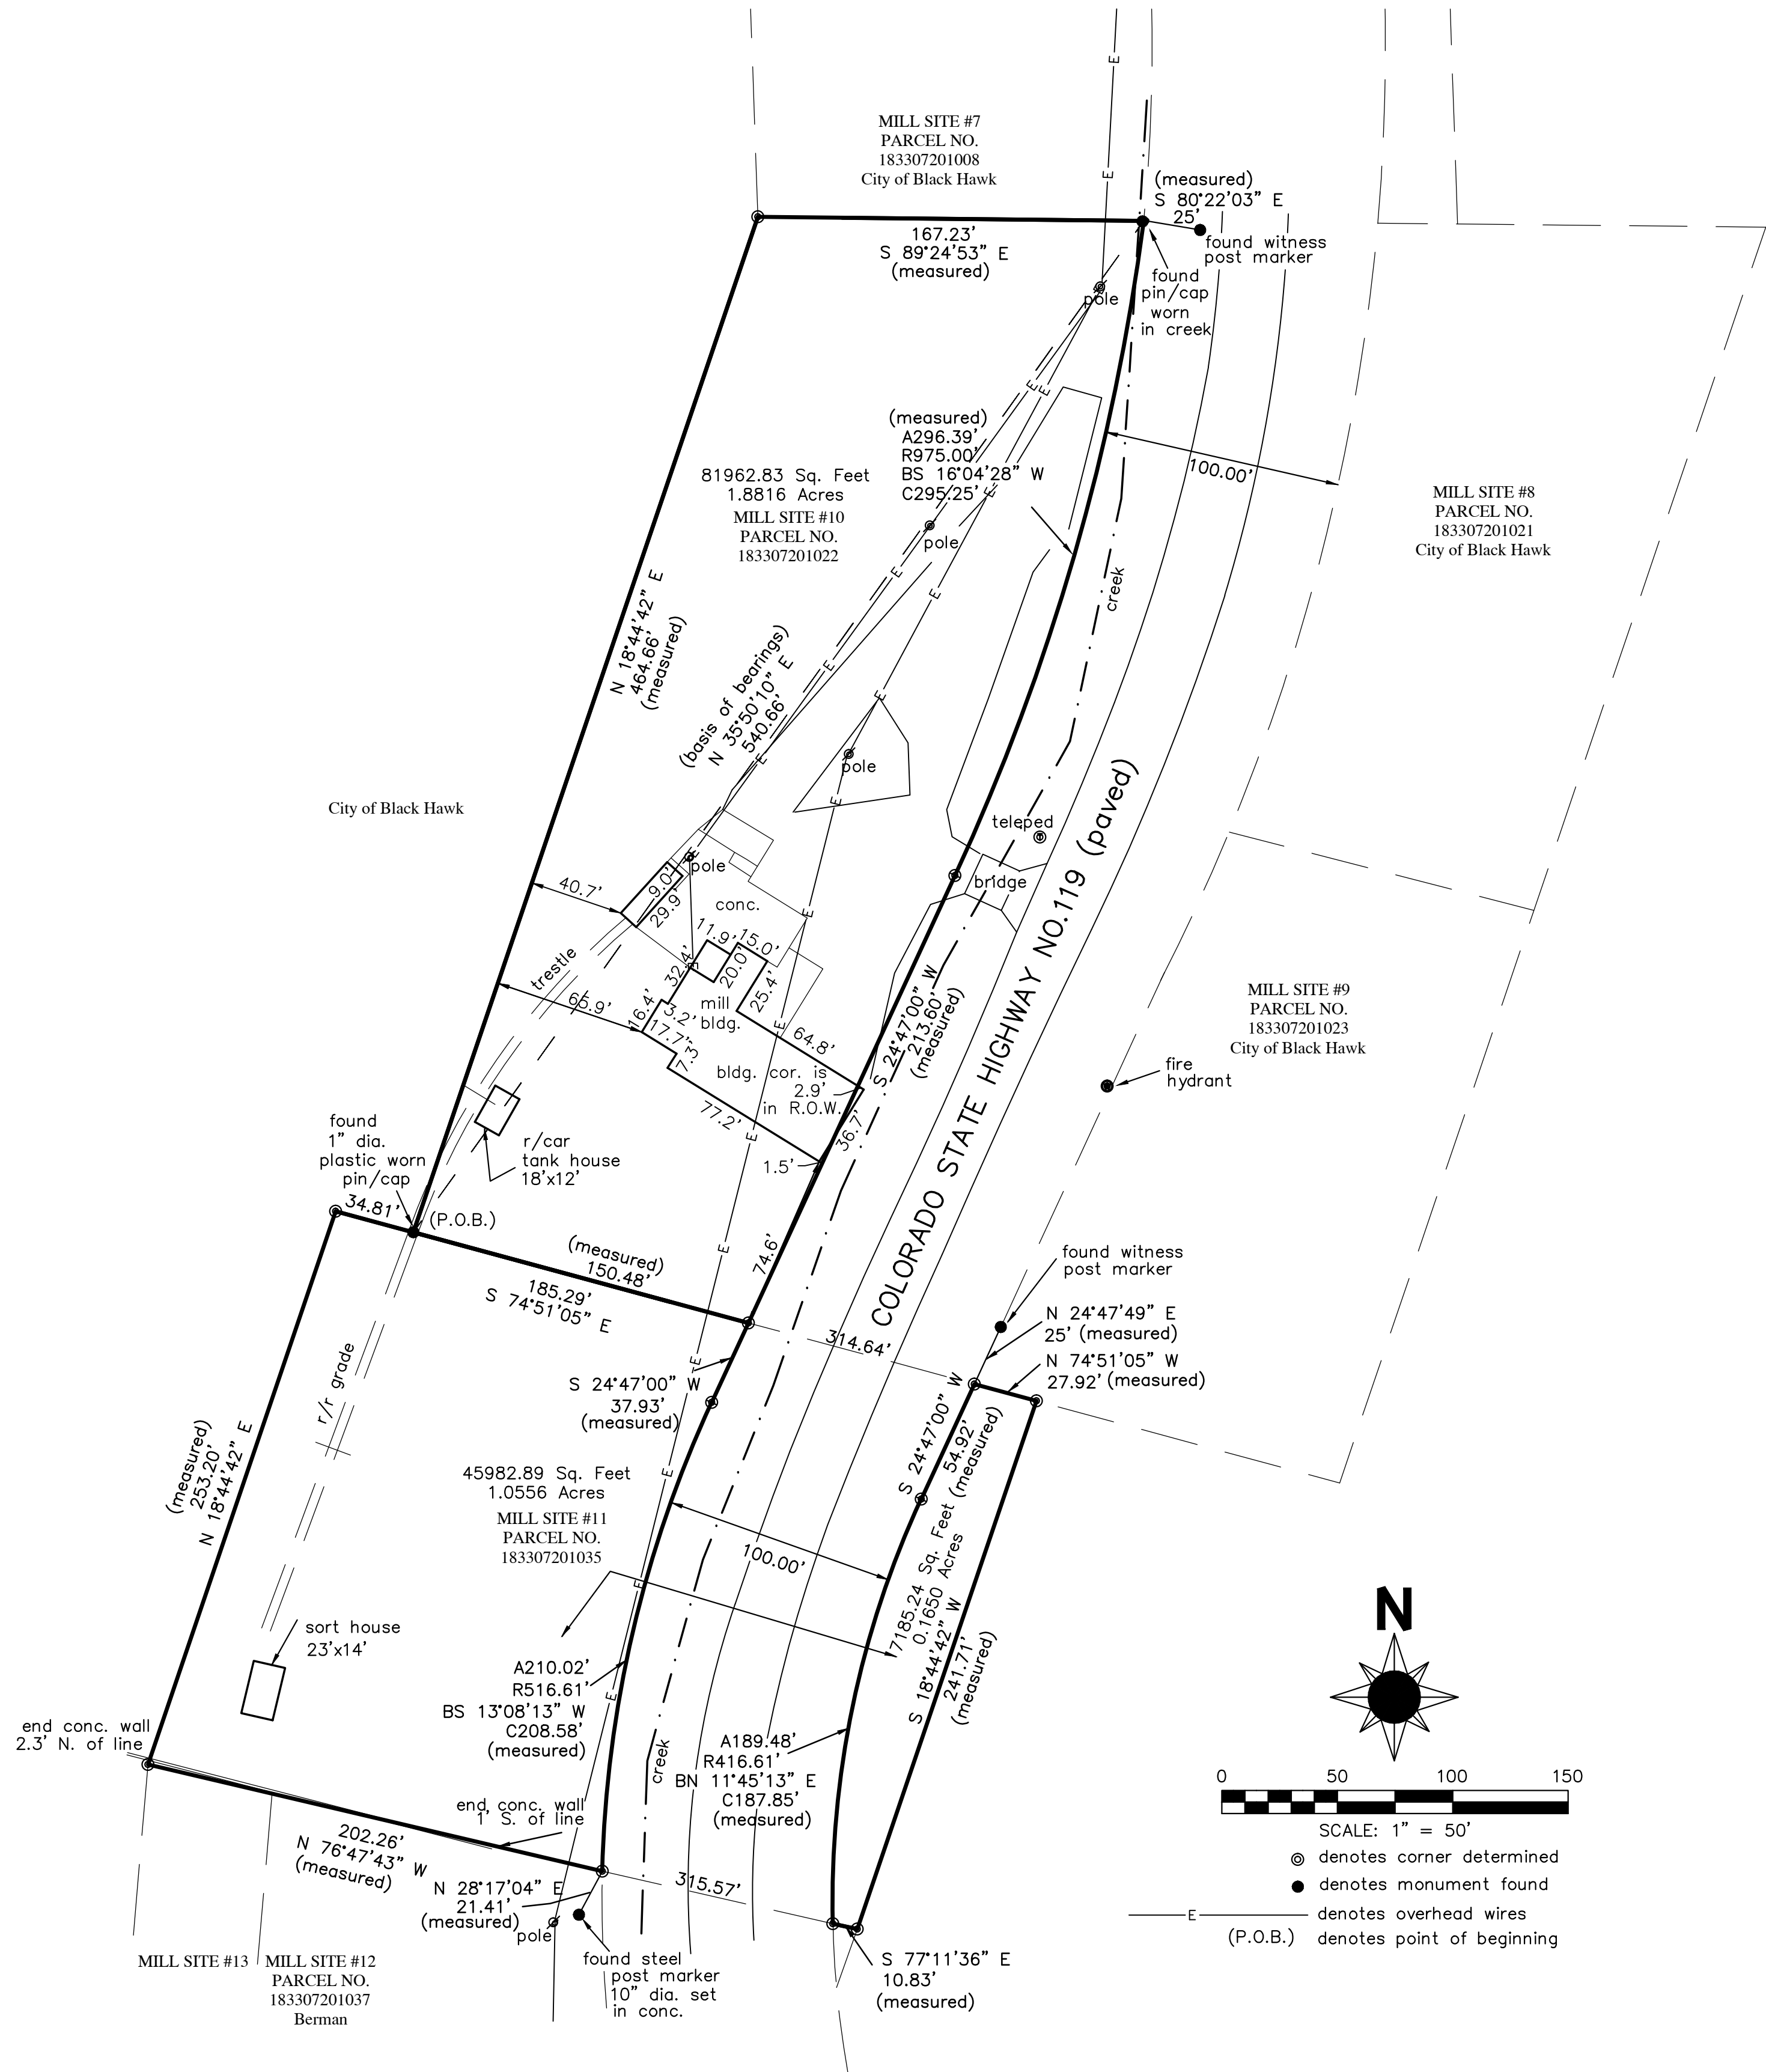 MILL SITE #7
PARCEL NO.
183307201008
City of Black Hawk
(measured)
S 80°22'03" E
25'
found witness
post marker
167.23'
S 89°24'53" E
(measured)
found
pin/cap
worn
in creek
pole
(measured)
A296.39'
R975.00'
BS 16°04'28" W
C295.25'
100.00'
81962.83 Sq. Feet
1.8816 Acres
MILL SITE #10
PARCEL NO.
183307201022
MILL SITE #8
PARCEL NO.
183307201021
City of Black Hawk
pole
creek
N 18°44'42" E
464.66'
(measured)
(basis of bearings)
N 35°50'10" E
540.66'
pole
City of Black Hawk
teleped
bridge
COLORADO STATE HIGHWAY NO.119 (paved)
pole
40.7'
9.0'
29.9'
conc.
11.9'
15.0'
32.4'
20.0'
25.4'
trestle
65.9'
16.4'
3.2'
17.7'
7.3'
mill
bldg.
64.8'
bldg. cor. is
2.9'
in R.O.W.
77.2'
36.7'
1.5'
S 24°47'00" W
213.60'
(measured)
MILL SITE #9
PARCEL NO.
183307201023
City of Black Hawk
fire
hydrant
found
1" dia.
plastic worn
pin/cap
r/car
tank house
18'x12'
34.81'
(P.O.B.)
(measured)
150.48'
185.29'
S 74°51'05" E
74.6'
found witness
post marker
N 24°47'49" E
25' (measured)
N 74°51'05" W
27.92' (measured)
314.64'
r/r grade
S 24°47'00" W
37.93'
(measured)
S 24°47'00" W
54.92'
(measured)
(measured)
253.20'
N 18°44'42" E
45982.89 Sq. Feet
1.0556 Acres
MILL SITE #11
PARCEL NO.
183307201035
100.00'
7185.24 Sq. Feet
0.1650 Acres
S 18°44'42" W
241.71'
(measured)
sort house
23'x14'
A210.02'
R516.61'
BS 13°08'13" W
C208.58'
(measured)
end conc. wall
2.3' N. of line
creek
A189.48'
R416.61'
BN 11°45'13" E
C187.85'
(measured)
end conc. wall
1' S. of line
202.26'
N 76°47'43" W
(measured)
N 28°17'04" E
21.41'
(measured)
pole
315.57'
found steel
post marker
10" dia. set
in conc.
S 77°11'36" E
10.83'
(measured)
MILL SITE #13
MILL SITE #12
PARCEL NO.
183307201037
Berman
N
0 50 100 150
SCALE: 1" = 50'
denotes corner determined
denotes monument found
E denotes overhead wires
(P.O.B.) denotes point of beginning